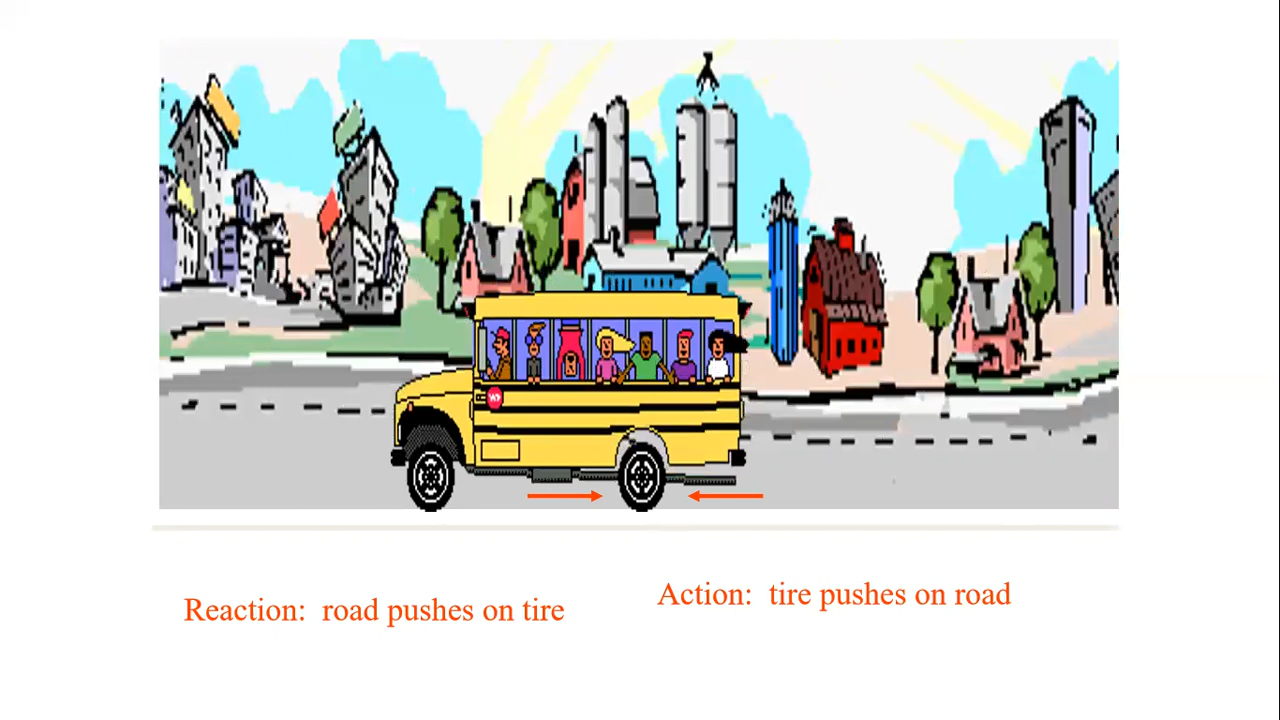 Reaction:  road pushes on tire
Action:  tire pushes on road